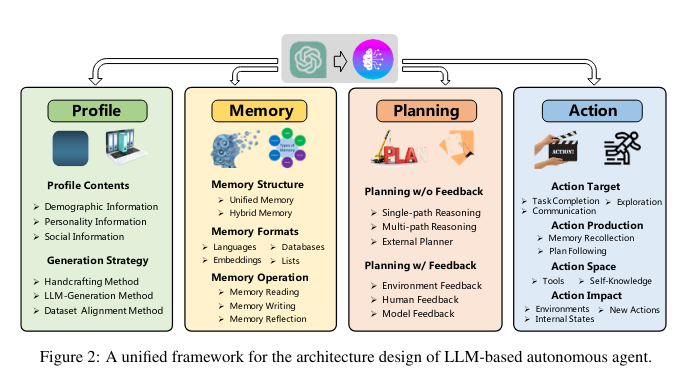 Profile
Profile Contents
➢ Demographic Information
➢ Personality Information
➢ Social Information
Generation Strategy
➢ Handcrafting Method
➢ LLM-Generation Method
➢ Dataset Alignment Method
Memory
Types of Memory
Memory Structure
➢ Unified Memory
➢ Hybrid Memory
Memory Formats
➢ Languages ➢ Databases
➢ Embeddings ➢ Lists
Memory Operation
➢ Memory Reading
➢ Memory Writing
➢ Memory Reflection
Planning
PLAN
Planning w/o Feedback
➢ Single-path Reasoning
➢ Multi-path Reasoning
➢ External Planner
Planning w/ Feedback
➢ Environment Feedback
➢ Human Feedback
➢ Model Feedback
Action
ACTION!
Action Target
➢ Task Completion ➢ Exploration
➢ Communication
Action Production
➢ Memory Recollection
➢ Plan Following
Action Space
➢ Tools ➢ Self-Knowledge
Action Impact
➢ Environments ➢ New Actions
➢ Internal States
Figure 2: A unified framework for the architecture design of LLM-based autonomous agent.